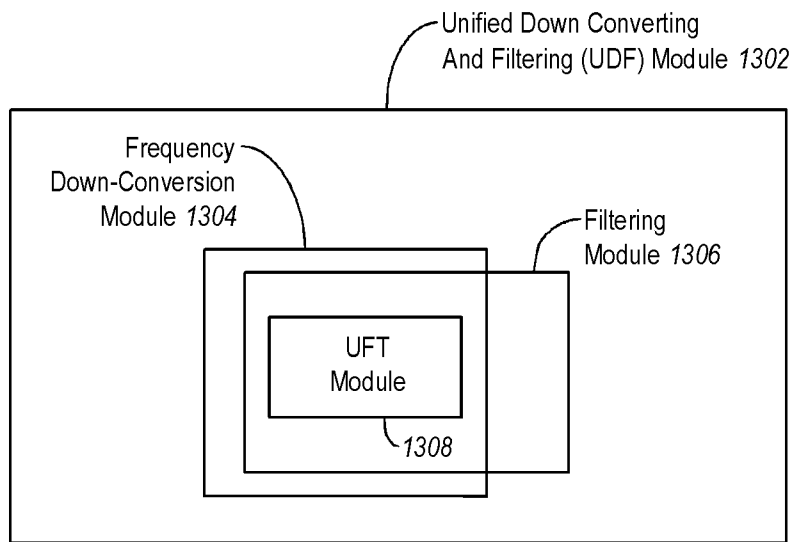 Unified Down Converting
And Filtering (UDF) Module 1302
Frequency
Down-Conversion
Module 1304
Filtering
Module 1306
UFT
Module
1308